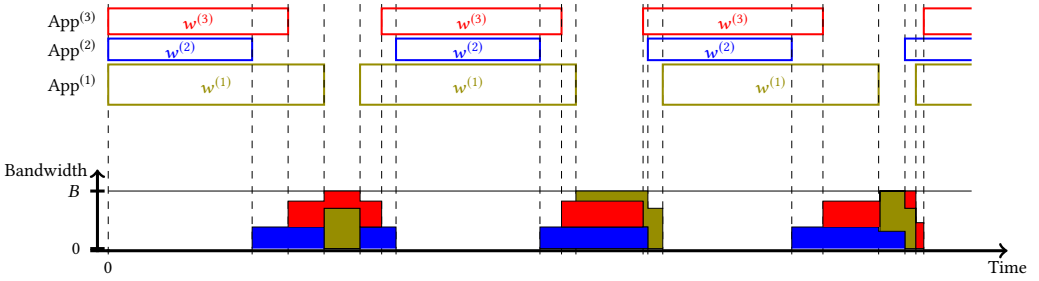 App⁽³⁾ w⁽³⁾ w⁽³⁾ w⁽³⁾
App⁽²⁾ w⁽²⁾ w⁽²⁾ w⁽²⁾
App⁽¹⁾ w⁽¹⁾ w⁽¹⁾ w⁽¹⁾
Bandwidth
B
0
0 Time